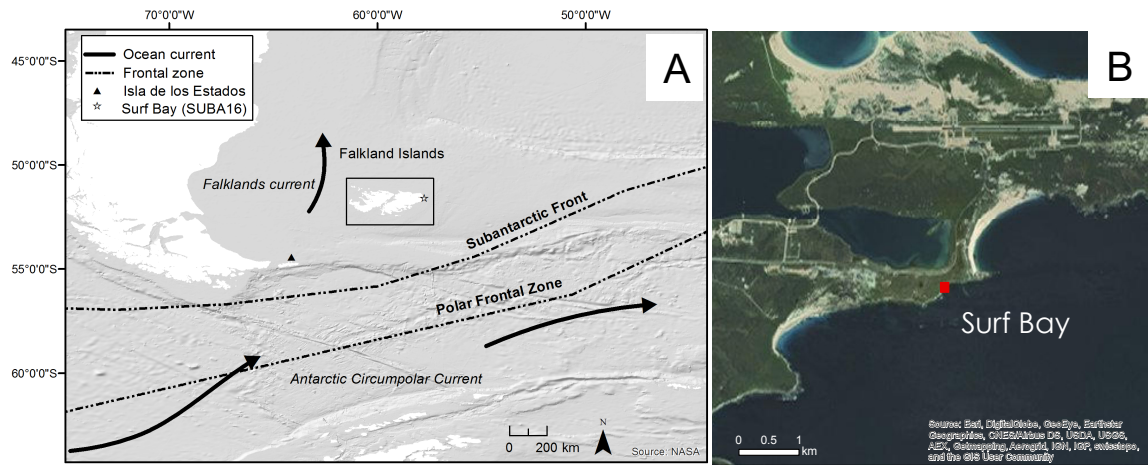 70°0'0"W 60°0'0"W 50°0'0"W
45°0'0"S
50°0'0"S
55°0'0"S
60°0'0"S
Ocean current
Frontal zone
Isla de los Estados
Surf Bay (SUBA16)
A
Falkland Islands
Falklands current
Subantarctic Front
Polar Frontal Zone
Antarctic Circumpolar Current
N
0 200 km
Source: NASA
B
Surf Bay
0 0.5 1
km
Source: Esri, DigitalGlobe, GeoEye, Earthstar
Geographics, CNES/Airbus DS, USDA, USGS,
AEX, Getmapping, Aerogrid, IGN, IGP, swisstopo,
and the GIS User Community